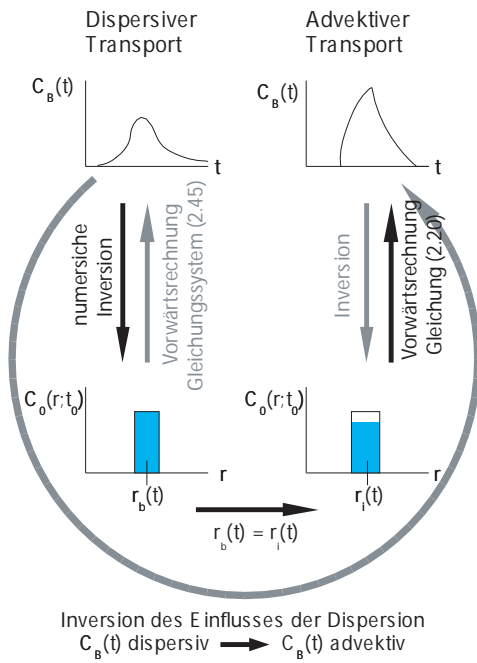 Dispersiver
Transport
Advektiver
Transport
C_B(t)
t
C_B(t)
t
numersiche
Inversion
Vorwärtsrechnung
Gleichungssystem (2.45)
Inversion
Vorwärtsrechnung
Gleichung (2.20)
C_0(r;t_0)
r
r_b(t)
C_0(r;t_0)
r
r_i(t)
r_b(t) = r_i(t)
Inversion des Einflusses der Dispersion
C_B(t) dispersiv C_B(t) advektiv